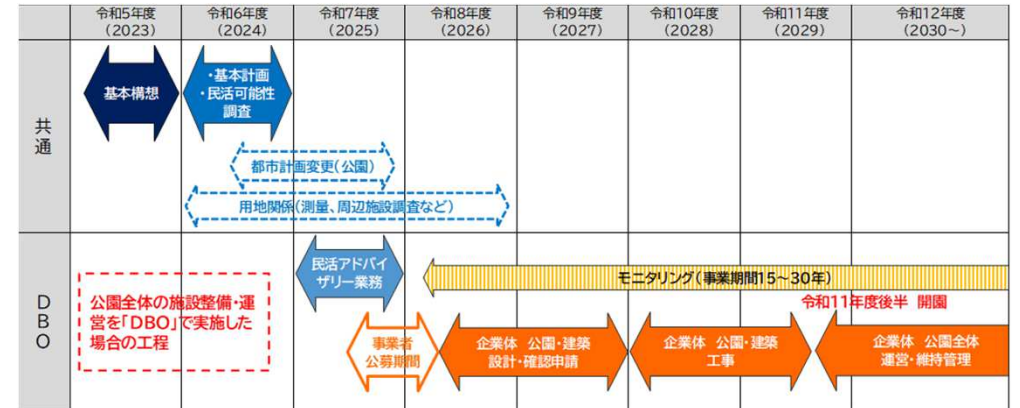 令和5年度
（2023）
令和6年度
（2024）
令和7年度
（2025）
令和8年度
（2026）
令和9年度
（2027）
令和10年度
（2028）
令和11年度
（2029）
令和12年度
（2030～）
共通
基本構想
・基本計画
・民活可能性
調査
都市計画変更（公園）
用地関係（測量、周辺施設調査など）
DBO
公園全体の施設整備・運
営を「DBO」で実施した
場合の工程
民活アドバイ
ザリー業務
モニタリング（事業期間15～30年）
令和11年度後半　開園
事業者
公募期間
企業体　公園・建築
設計・確認申請
企業体　公園・建築
工事
企業体　公園全体
運営・維持管理